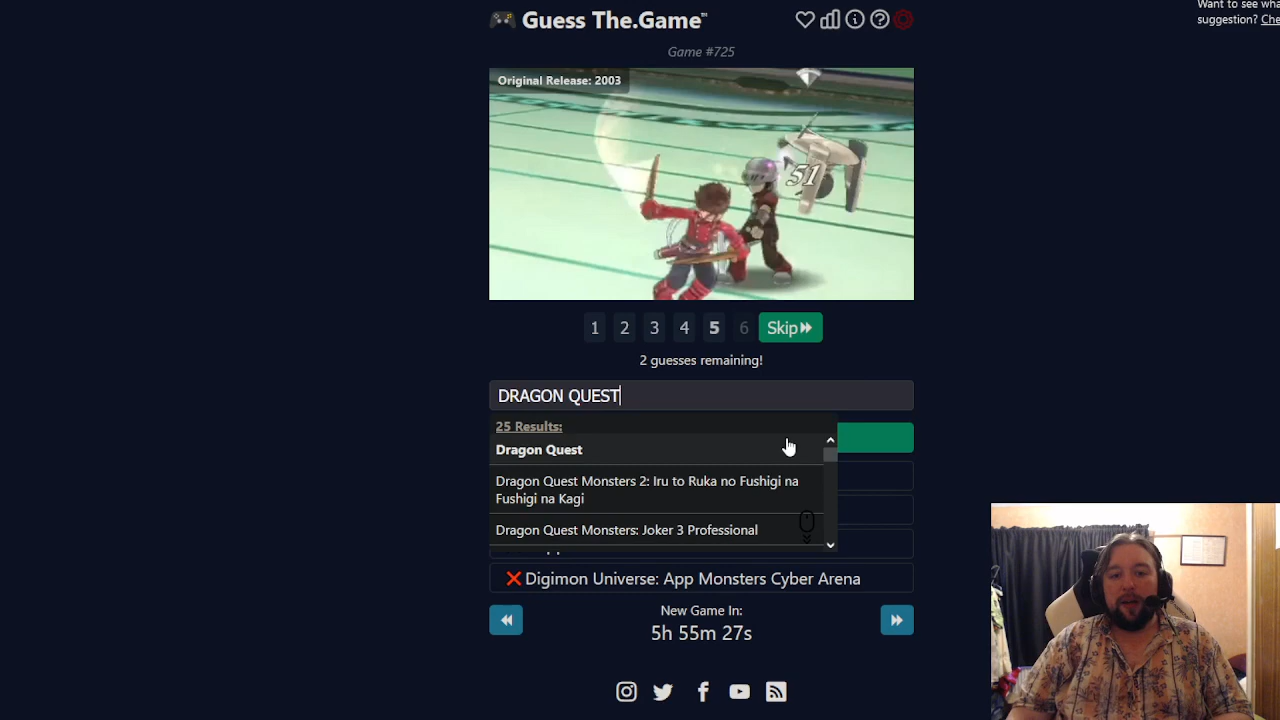 Guess The.Game™
Want to see wha
suggestion? Che
Game #725
Original Release: 2003
51
1 2 3 4 5 6 Skip
2 guesses remaining!
DRAGON QUEST
25 Results:
Dragon Quest
Dragon Quest Monsters 2: Iru to Ruka no Fushigi na
Fushigi na Kagi
Dragon Quest Monsters: Joker 3 Professional
Digimon Universe: App Monsters Cyber Arena
New Game In:
5h 55m 27s